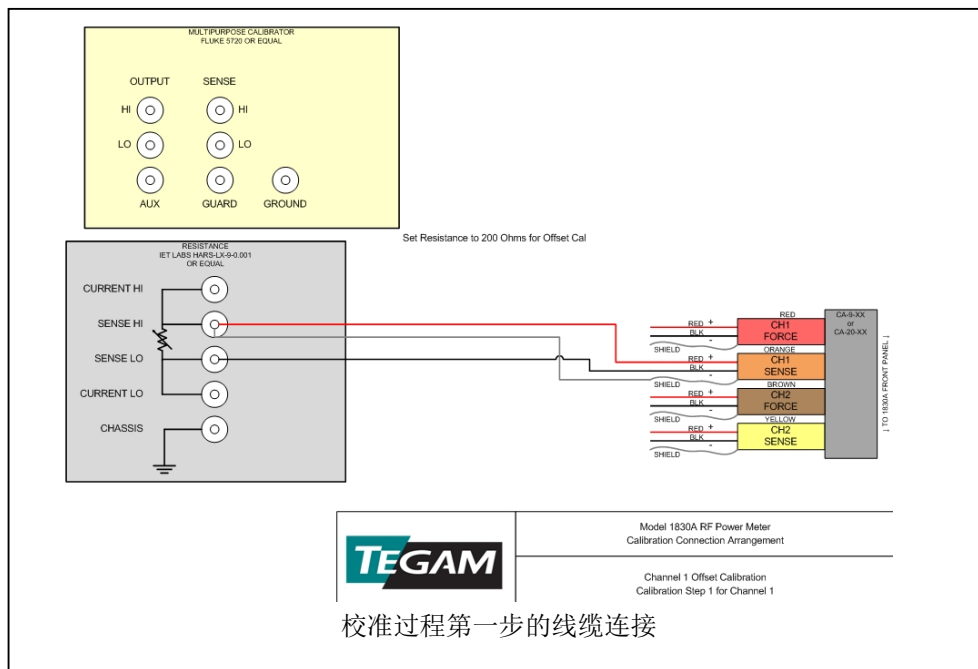 MULTIPURPOSE CALIBRATOR
FLUKE 5720 OR EQUAL
OUTPUT SENSE
HI HI
LO LO
AUX GUARD GROUND
Set Resistance to 200 Ohms for Offset Cal
RESISTANCE
IET LABS HARS-LX-9-0.001
OR EQUAL
CURRENT HI
SENSE HI
SENSE LO
CURRENT LO
CHASSIS
RED +
BLK -
SHIELD
RED
CH1
FORCE
RED +
BLK -
SHIELD
ORANGE
CH1
SENSE
RED +
BLK -
SHIELD
BROWN
CH2
FORCE
RED +
BLK -
SHIELD
YELLOW
CH2
SENSE
CA-9-XX
or
CA-20-XX
↓ TO 1830A FRONT PANEL ↓
TEGAM
Model 1830A RF Power Meter
Calibration Connection Arrangement
Channel 1 Offset Calibration
Calibration Step 1 for Channel 1
校准过程第一步的线缆连接